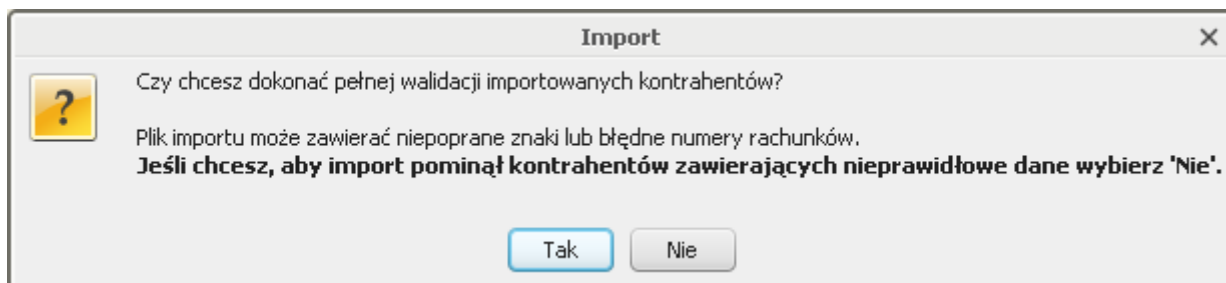 Import
Czy chcesz dokonać pełnej walidacji importowanych kontrahentów?
Plik importu może zawierać niepoprane znaki lub błędne numery rachunków.
Jeśli chcesz, aby import pominął kontrahentów zawierających nieprawidłowe dane wybierz 'Nie'.
Tak Nie